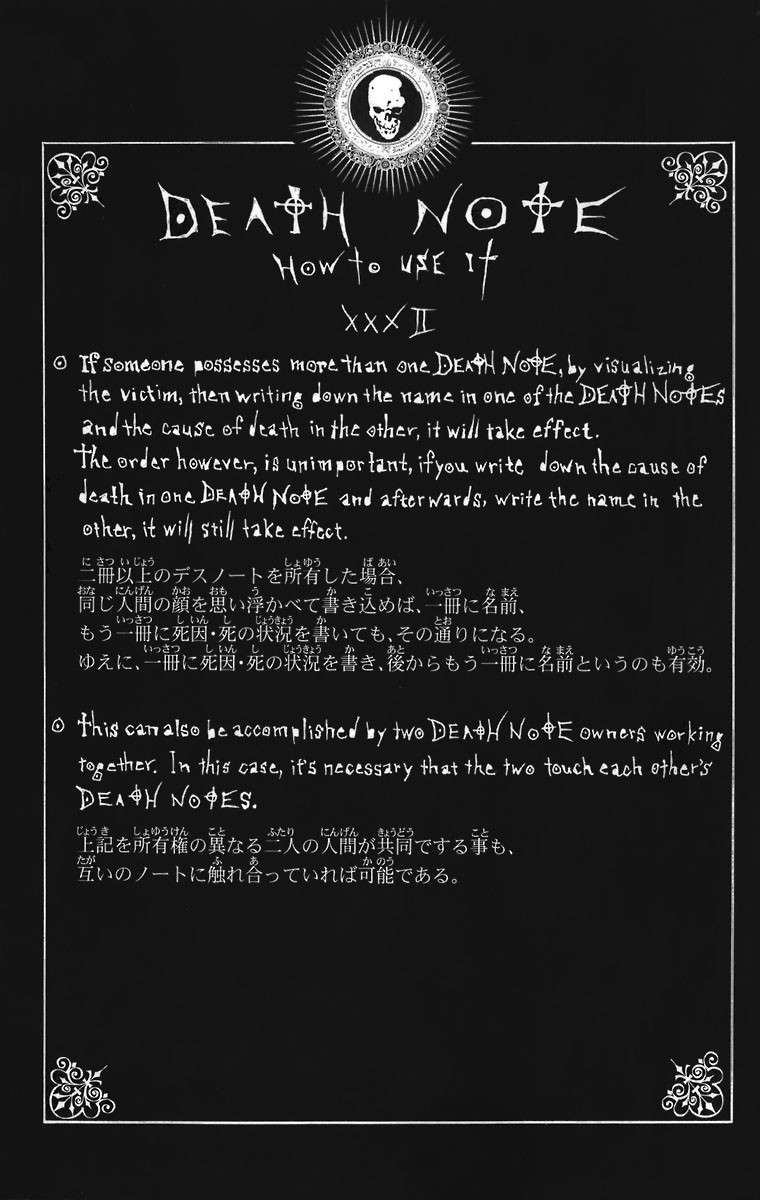 DEATH NOTE
How to use it
XXXII
If someone possesses more than one DEATH NOTE, by visualizing
the victim, then writing down the name in one of the DEATH NOTEs
and the cause of death in the other, it will take effect.
The order however, is unimportant, if you write down the cause of
death in one DEATH NOTE and afterwards, write the name in the
other, it will still take effect.
二冊以上のデスノートを所有した場合、
同じ人間の顔を思い浮かべて書き込めば、一冊に名前、
もう一冊に死因・死の状況を書いても、その通りになる。
ゆえに、一冊に死因・死の状況を書き、後からもう一冊に名前というのも有効。
This can also be accomplished by two DEATH NOTE owners working
together. In this case, it's necessary that the two touch each other's
DEATH NOTES.
上記を所有権の異なる二人の人間が共同でする事も、
互いのノートに触れ合っていれば可能である。